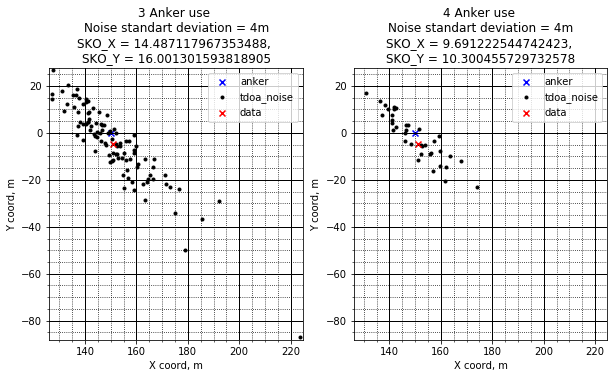 3 Anker use
Noise standart deviation = 4m
SKO_X = 14.487117967353488,
SKO_Y = 16.001301593818905
anker
tdoa_noise
data
20
0
−20
−40
−60
−80
Y coord, m
140
160
180
200
220
X coord, m
4 Anker use
Noise standart deviation = 4m
SKO_X = 9.691222544742423,
SKO_Y = 10.300455729732578
anker
tdoa_noise
data
20
0
−20
−40
−60
−80
Y coord, m
140
160
180
200
220
X coord, m